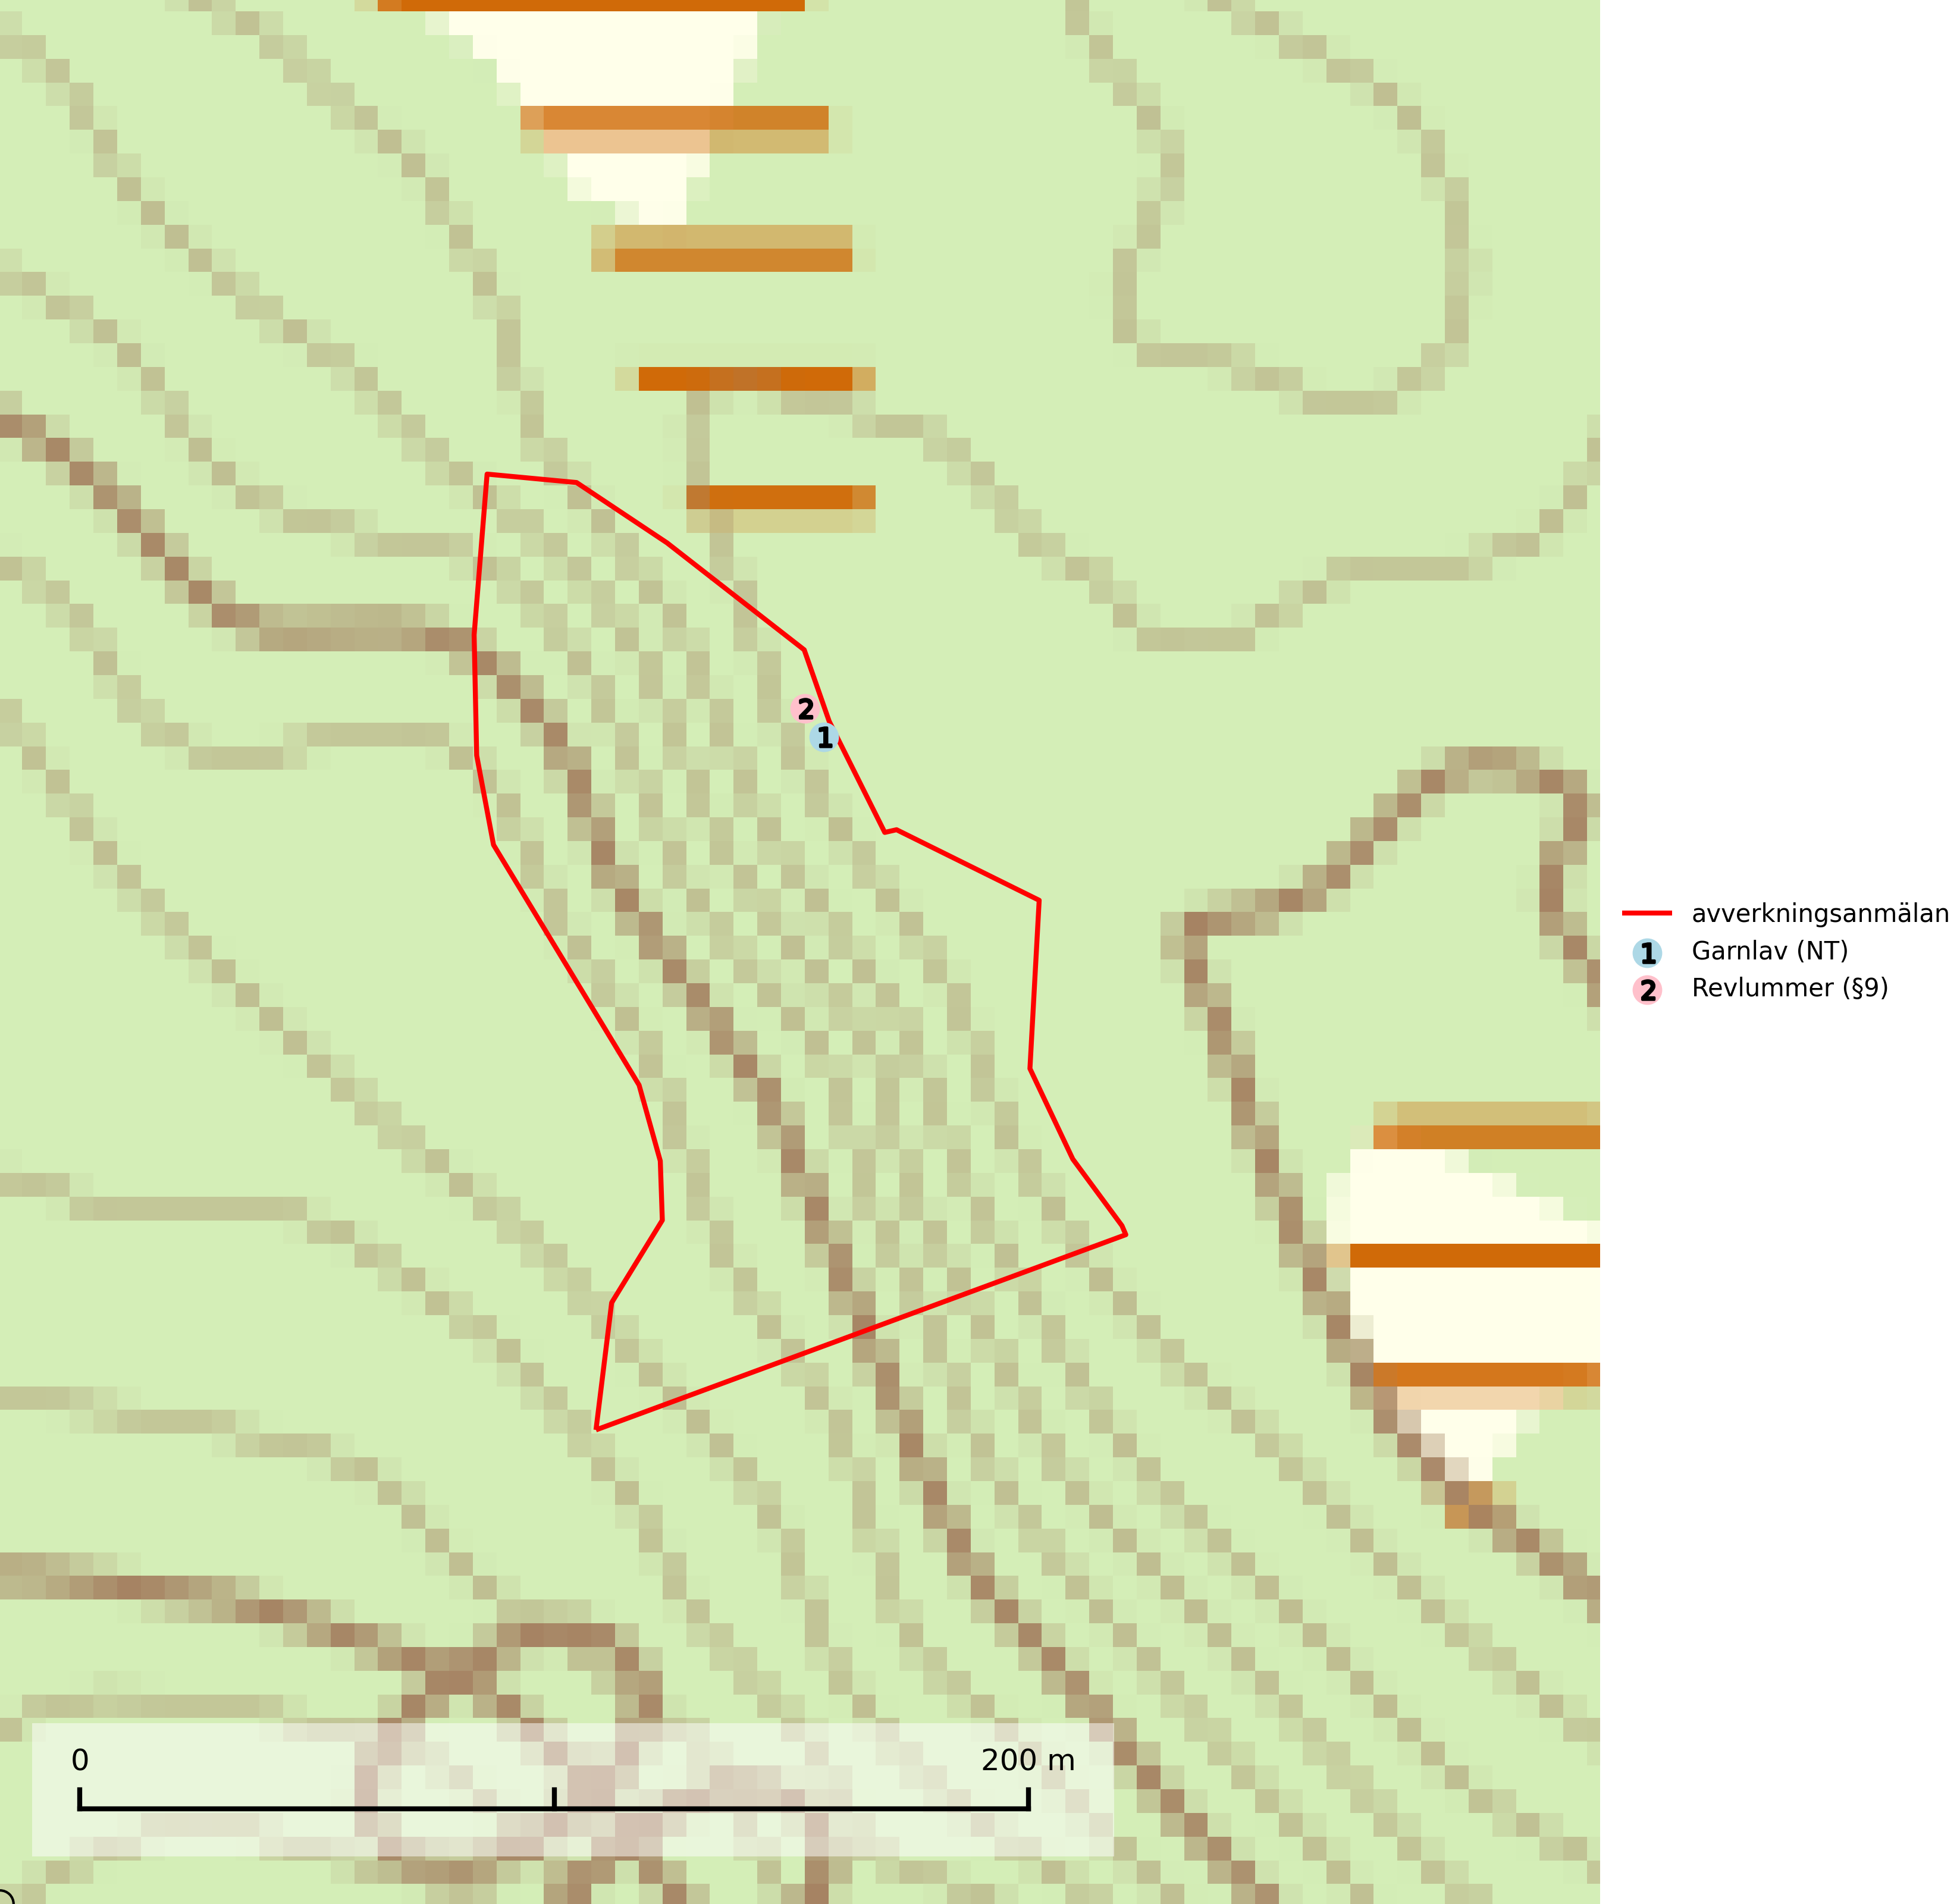 2
1
avverkningsanmälan
1 Garnlav (NT)
2 Revlummer (§9)
0 200 m